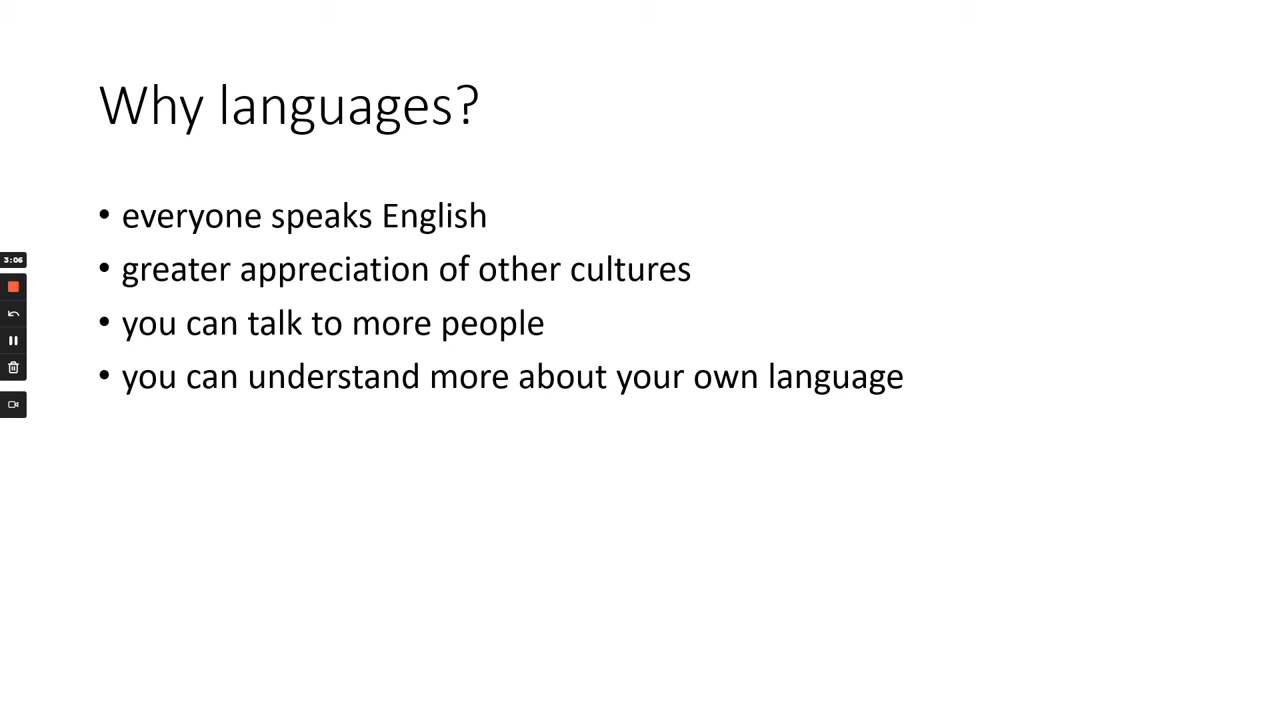 Why languages?
• everyone speaks English
• greater appreciation of other cultures
• you can talk to more people
• you can understand more about your own language
3:06